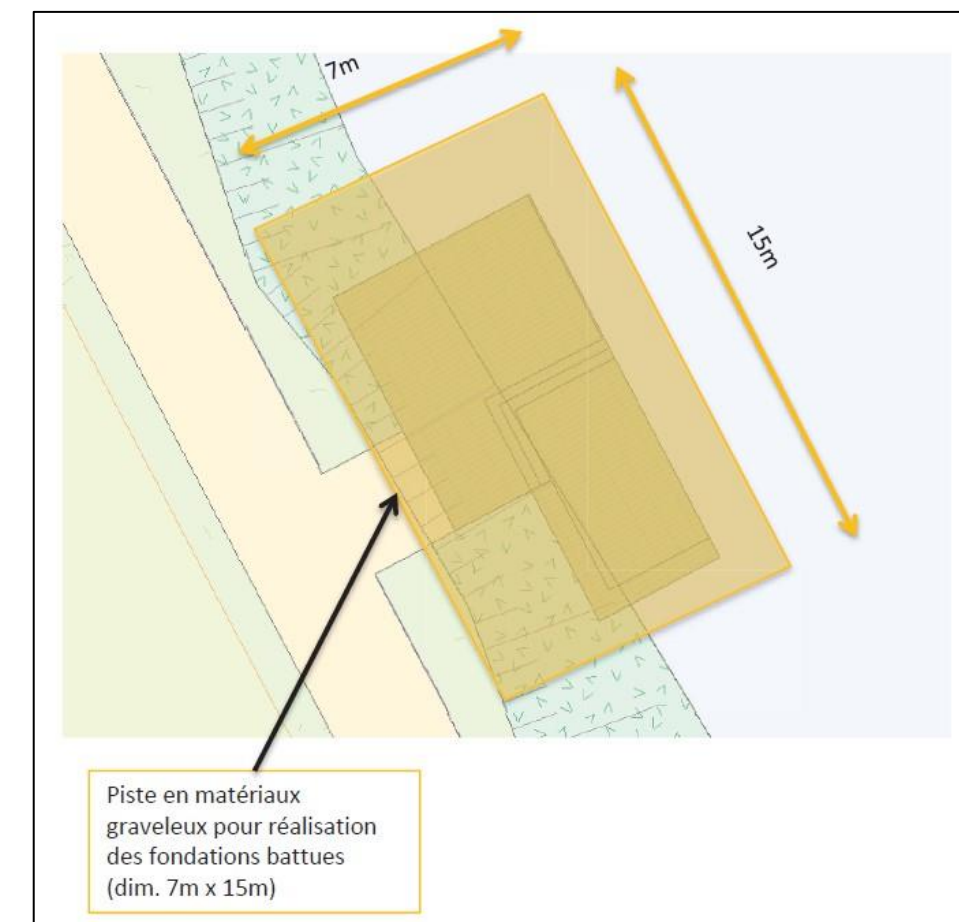 7m
15m
Piste en matériaux
graveleux pour réalisation
des fondations battues
(dim. 7m x 15m)